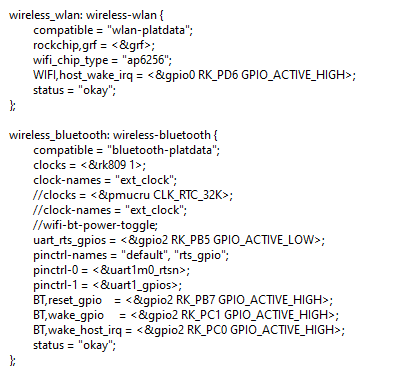 wireless_wlan: wireless-wlan {
compatible = "wlan-platdata";
rockchip,grf = <&grf>;
wifi_chip_type = "ap6256";
WIFI,host_wake_irq = <&gpio0 RK_PD6 GPIO_ACTIVE_HIGH>;
status = "okay";
};

wireless_bluetooth: wireless-bluetooth {
compatible = "bluetooth-platdata";
clocks = <&rk809 1>;
clock-names = "ext_clock";
//clocks = <&pmucru CLK_RTC_32K>;
//clock-names = "ext_clock";
//wifi-bt-power-toggle;
uart_rts_gpios = <&gpio2 RK_PB5 GPIO_ACTIVE_LOW>;
pinctrl-names = "default", "rts_gpio";
pinctrl-0 = <&uart1m0_rtsn>;
pinctrl-1 = <&uart1_gpios>;
BT,reset_gpio    = <&gpio2 RK_PB7 GPIO_ACTIVE_HIGH>;
BT,wake_gpio     = <&gpio2 RK_PC1 GPIO_ACTIVE_HIGH>;
BT,wake_host_irq = <&gpio2 RK_PC0 GPIO_ACTIVE_HIGH>;
status = "okay";
};